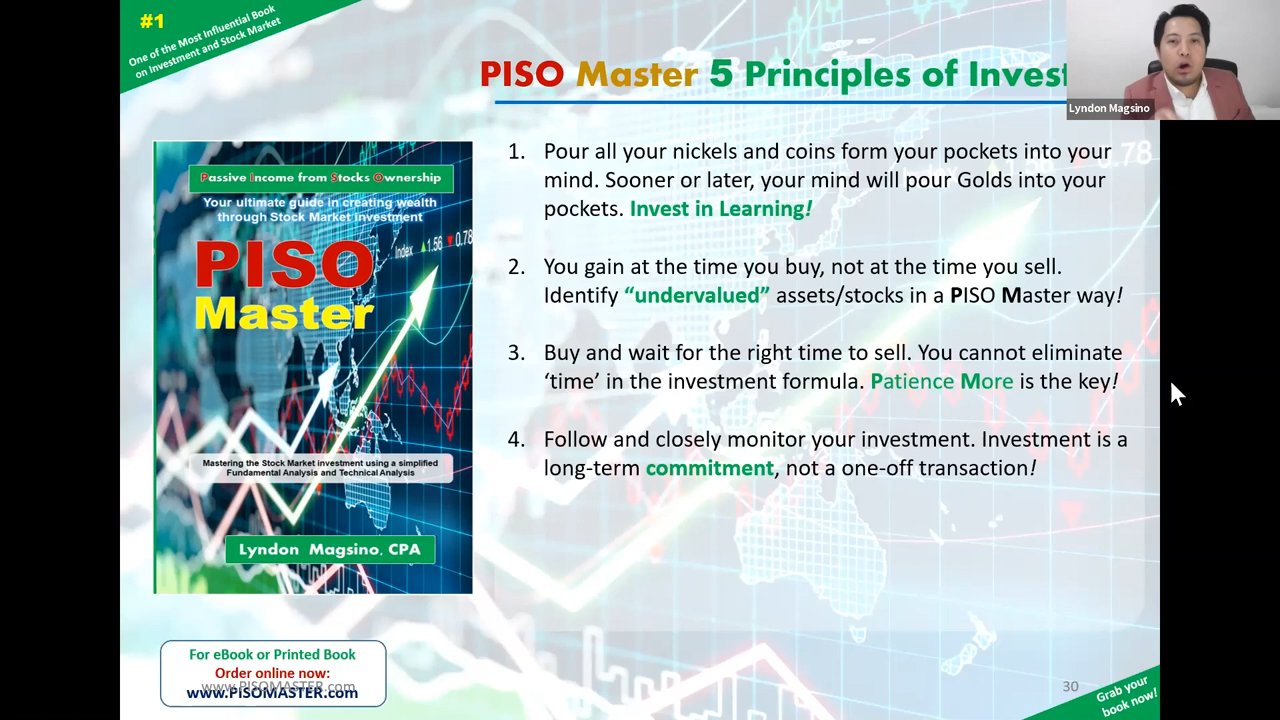 #1
One of the Most Influential Book
on Investment and Stock Market
PISO Master 5 Principles of Invest
Lyndon Magsino
Passive Income from Stocks Ownership
Your ultimate guide in creating wealth
through Stock Market investment
PISO
Master
Index ▲1.56 ▼0.78
Mastering the Stock Market investment using a simplified
Fundamental Analysis and Technical Analysis
Lyndon Magsino, CPA
1. Pour all your nickels and coins form your pockets into your
mind. Sooner or later, your mind will pour Golds into your
pockets. Invest in Learning!
2. You gain at the time you buy, not at the time you sell.
Identify “undervalued” assets/stocks in a PISO Master way!
3. Buy and wait for the right time to sell. You cannot eliminate
‘time’ in the investment formula. Patience More is the key!
4. Follow and closely monitor your investment. Investment is a
long-term commitment, not a one-off transaction!
For eBook or Printed Book
Order online now:
www.PISOMASTER.com
www.PISOMASTER.com
30
Grab your
book now!